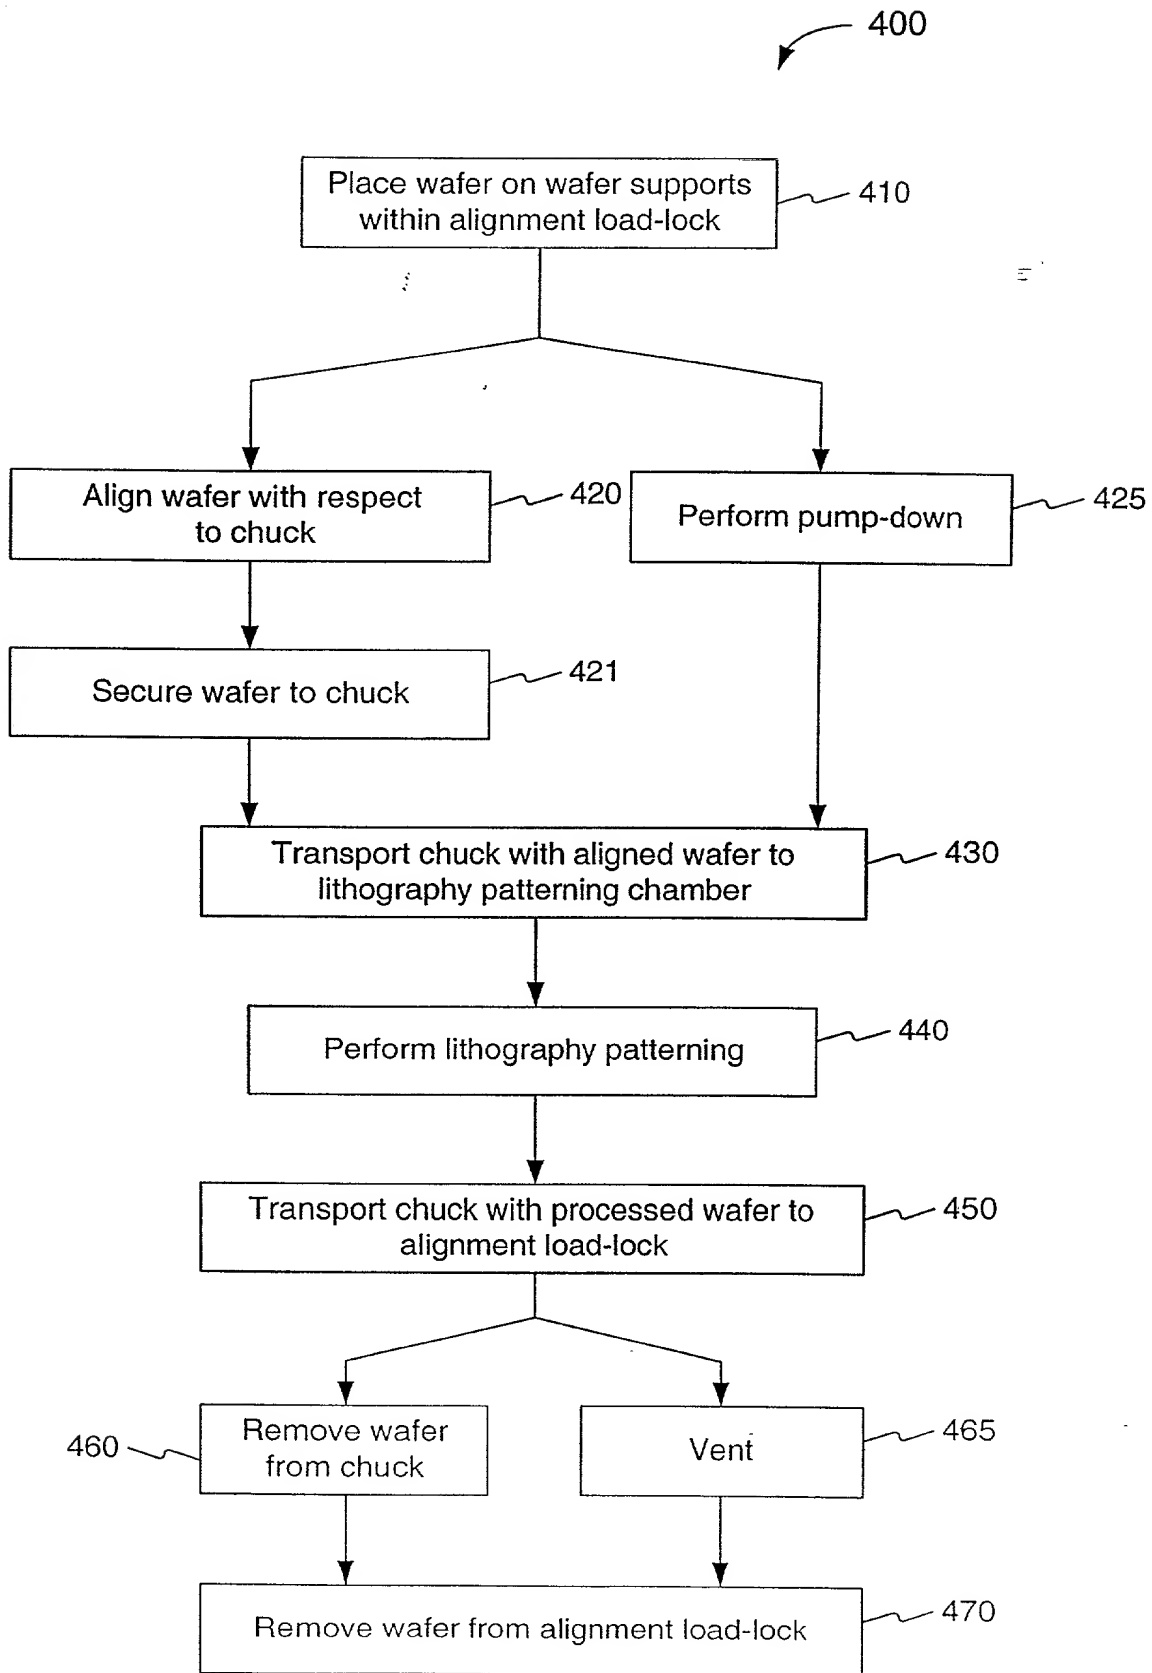 400
Place wafer on wafer supports
within alignment load-lock
410
Align wafer with respect
to chuck
420
Perform pump-down
425
Secure wafer to chuck
421
Transport chuck with aligned wafer to
lithography patterning chamber
430
Perform lithography patterning
440
Transport chuck with processed wafer to
alignment load-lock
450
460
Remove wafer
from chuck
Vent
465
Remove wafer from alignment load-lock
470